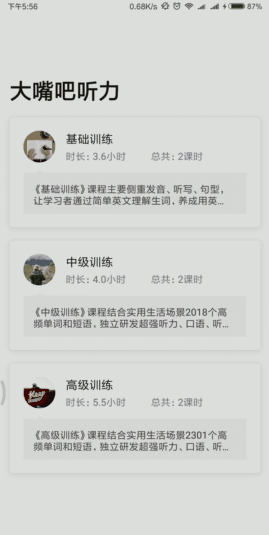 下午5:56
0.68K/s
87%
大嘴吧听力
基础训练
时长：3.6小时 总共：2课时
《基础训练》课程主要侧重发音、听写、句型，
让学习者通过简单英文理解生词，养成用英...
中级训练
时长：4.0小时 总共：2课时
《中级训练》课程结合实用生活场景2018个高
频单词和短语，独立研发超强听力、口语、听...
高级训练
时长：5.5小时 总共：2课时
《高级训练》课程结合实用生活场景2301个高
频单词和短语，独立研发超强听力、口语、听...